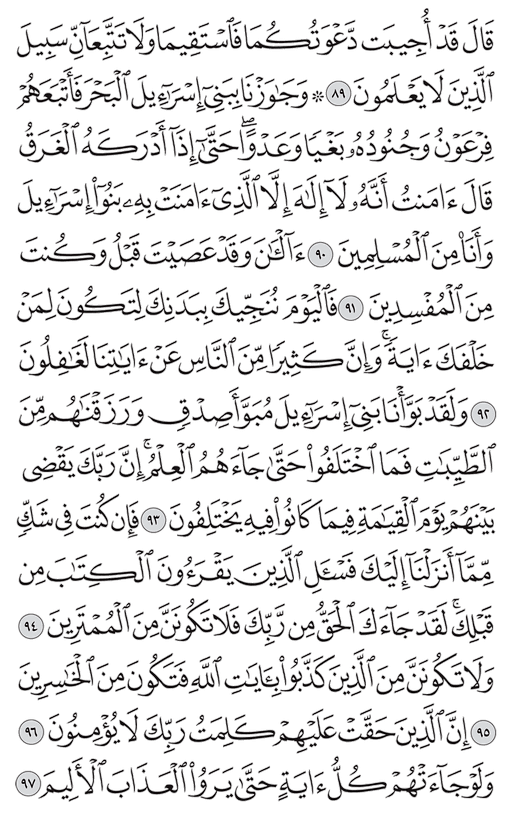 قَالَ قَدْ أُجِيبَت دَّعْوَتُكُمَا فَٱسْتَقِيمَا وَلَا تَتَّبِعَآنِّ سَبِيلَ
ٱلَّذِينَ لَا يَعْلَمُونَ ٨٩ ۞ وَجَٰوَزْنَا بِبَنِىٓ إِسْرَٰٓءِيلَ ٱلْبَحْرَ فَأَتْبَعَهُمْ
فِرْعَوْنُ وَجُنُودُهُۥ بَغْيًا وَعَدْوًا ۖ حَتَّىٰٓ إِذَآ أَدْرَكَهُ ٱلْغَرَقُ
قَالَ ءَامَنتُ أَنَّهُۥ لَآ إِلَٰهَ إِلَّا ٱلَّذِىٓ ءَامَنَتْ بِهِۦ بَنُوٓا۟ إِسْرَٰٓءِيلَ
وَأَنَا۠ مِنَ ٱلْمُسْلِمِينَ ٩٠ ءَآلْـَٰٔنَ وَقَدْ عَصَيْتَ قَبْلُ وَكُنتَ
مِنَ ٱلْمُفْسِدِينَ ٩١ فَٱلْيَوْمَ نُنَجِّيكَ بِبَدَنِكَ لِتَكُونَ لِمَنْ
خَلْفَكَ ءَايَةً ۚ وَإِنَّ كَثِيرًا مِّنَ ٱلنَّاسِ عَنْ ءَايَٰتِنَا لَغَٰفِلُونَ
٩٢ وَلَقَدْ بَوَّأْنَا بَنِىٓ إِسْرَٰٓءِيلَ مُبَوَّأَ صِدْقٍ وَرَزَقْنَٰهُم مِّنَ
ٱلطَّيِّبَٰتِ فَمَا ٱخْتَلَفُوا۟ حَتَّىٰ جَآءَهُمُ ٱلْعِلْمُ ۚ إِنَّ رَبَّكَ يَقْضِى
بَيْنَهُمْ يَوْمَ ٱلْقِيَٰمَةِ فِيمَا كَانُوا۟ فِيهِ يَخْتَلِفُونَ ٩٣ فَإِن كُنتَ فِى شَكٍّ
مِّمَّآ أَنزَلْنَآ إِلَيْكَ فَسْـَٔلِ ٱلَّذِينَ يَقْرَءُونَ ٱلْكِتَٰبَ مِن
قَبْلِكَ ۚ لَقَدْ جَآءَكَ ٱلْحَقُّ مِن رَّبِّكَ فَلَا تَكُونَنَّ مِنَ ٱلْمُمْتَرِينَ ٩٤
وَلَا تَكُونَنَّ مِنَ ٱلَّذِينَ كَذَّبُوا۟ بِـَٔايَٰتِ ٱللَّهِ فَتَكُونَ مِنَ ٱلْخَٰسِرِينَ
٩٥ إِنَّ ٱلَّذِينَ حَقَّتْ عَلَيْهِمْ كَلِمَتُ رَبِّكَ لَا يُؤْمِنُونَ ٩٦
وَلَوْ جَآءَتْهُمْ كُلُّ ءَايَةٍ حَتَّىٰ يَرَوُا۟ ٱلْعَذَابَ ٱلْأَلِيمَ ٩٧